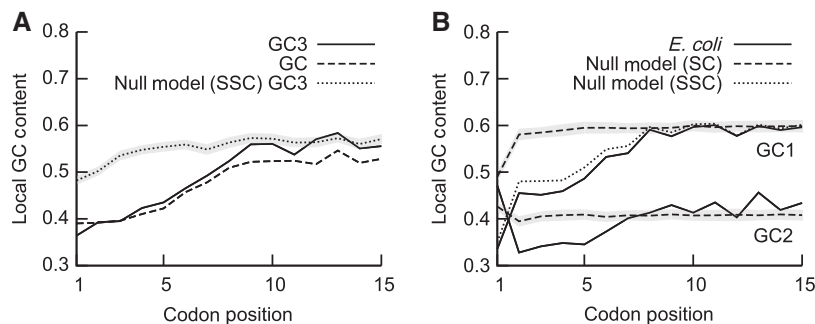 A
Local GC content
0.8
0.7
0.6
0.5
0.4
0.3
GC3
GC
Null model (SSC) GC3
1
5
10
15
Codon position
B
Local GC content
0.8
0.7
0.6
0.5
0.4
0.3
E. coli
Null model (SC)
Null model (SSC)
GC1
GC2
1
5
10
15
Codon position